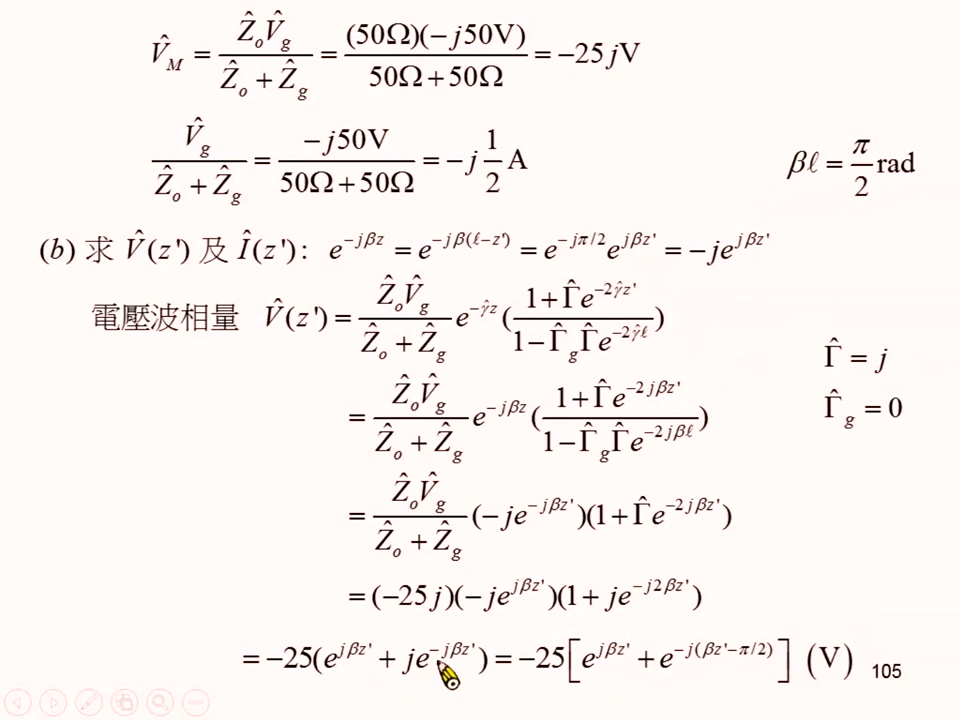 V̂_M = Ẑ_oV̂_g / (Ẑ_o + Ẑ_g) = (50Ω)(−j50V) / (50Ω + 50Ω) = −25jV
V̂_g / (Ẑ_o + Ẑ_g) = −j50V / (50Ω + 50Ω) = −j 1/2 A
βℓ = π/2 rad
(b) 求 V̂(z') 及 Î(z'): e^{−jβz} = e^{−jβ(ℓ−z')} = e^{−jπ/2}e^{jβz'} = −je^{jβz'}
電壓波相量 V̂(z') = Ẑ_oV̂_g / (Ẑ_o + Ẑ_g) e^{−γ̂z} ( (1+Γ̂e^{−2γ̂z'}) / (1−Γ̂_gΓ̂e^{−2γ̂ℓ}) )
Γ̂ = j
= Ẑ_oV̂_g / (Ẑ_o + Ẑ_g) e^{−jβz} ( (1+Γ̂e^{−2jβz'}) / (1−Γ̂_gΓ̂e^{−2jβℓ}) )
Γ̂_g = 0
= Ẑ_oV̂_g / (Ẑ_o + Ẑ_g) (−je^{−jβz'})(1+Γ̂e^{−2jβz'})
= (−25j)(−je^{jβz'})(1+je^{−j2βz'})
= −25(e^{jβz'} + je^{−jβz'}) = −25[e^{jβz'} + e^{−j(βz'−π/2)}] (V)
105